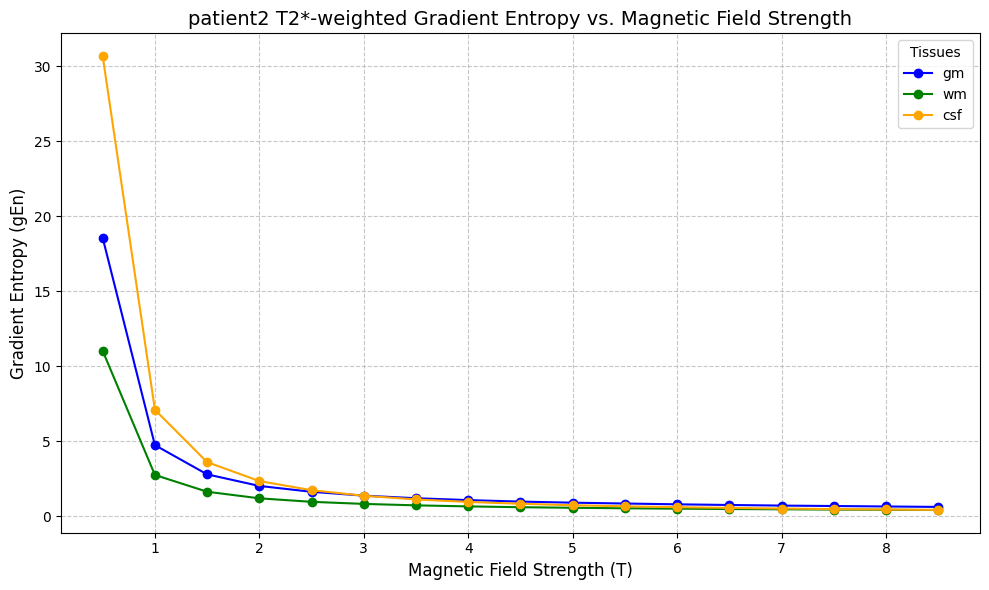 patient2 T2*-weighted Gradient Entropy vs. Magnetic Field Strength
Tissues
gm
wm
csf
Gradient Entropy (gEn)
30
25
20
15
10
5
0
1 2 3 4 5 6 7 8
Magnetic Field Strength (T)